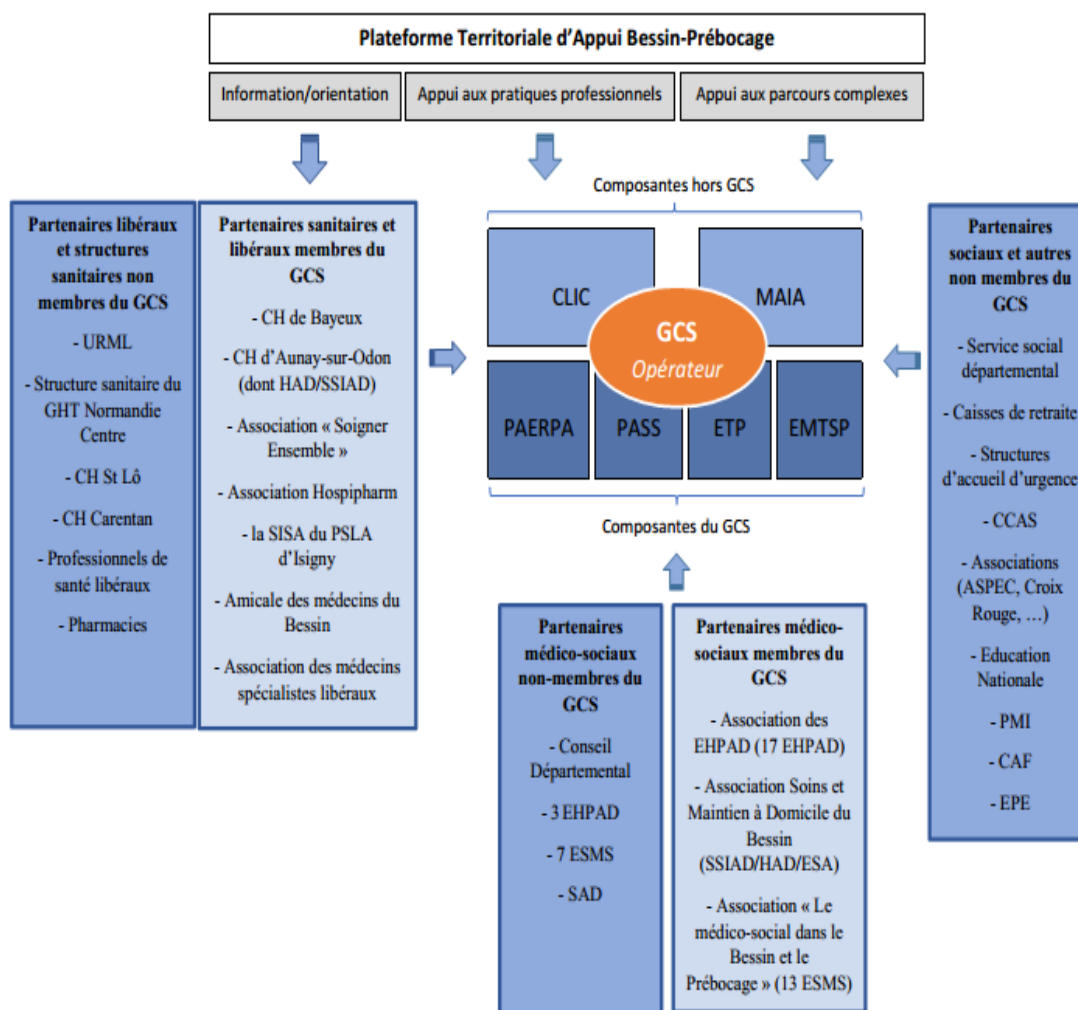 Plateforme Territoriale d'Appui Bessin-Prébocage
Information/orientation
Appui aux pratiques professionnels
Appui aux parcours complexes
Partenaires libéraux
et structures
sanitaires non
membres du GCS
- URML
- Structure sanitaire du
GHT Normandie
Centre
- CH St Lô
- CH Carentan
- Professionnels de
santé libéraux
- Pharmacies
Partenaires sanitaires et
libéraux membres du
GCS
- CH de Bayeux
- CH d'Aunay-sur-Odon
(dont HAD/SSIAD)
- Association « Soigner
Ensemble »
- Association Hospipharm
- la SISA du PSLA
d'Isigny
- Amicale des médecins du
Bessin
- Association des médecins
spécialistes libéraux
Composantes hors GCS
CLIC
MAIA
GCS
Opérateur
PAERPA
PASS
ETP
EMTSP
Composantes du GCS
Partenaires
médico-sociaux
non-membres du
GCS
- Conseil
Départemental
- 3 EHPAD
- 7 ESMS
- SAD
Partenaires médico-
sociaux membres du
GCS
- Association des
EHPAD (17 EHPAD)
- Association Soins et
Maintien à Domicile du
Bessin
(SSIAD/HAD/ESA)
- Association « Le
médico-social dans le
Bessin et le
Prébocage » (13 ESMS)
Partenaires
sociaux et autres
non membres du
GCS
- Service social
départemental
- Caisses de retraite
- Structures
d'accueil d'urgence
- CCAS
- Associations
(ASPEC, Croix
Rouge, …)
- Education
Nationale
- PMI
- CAF
- EPE